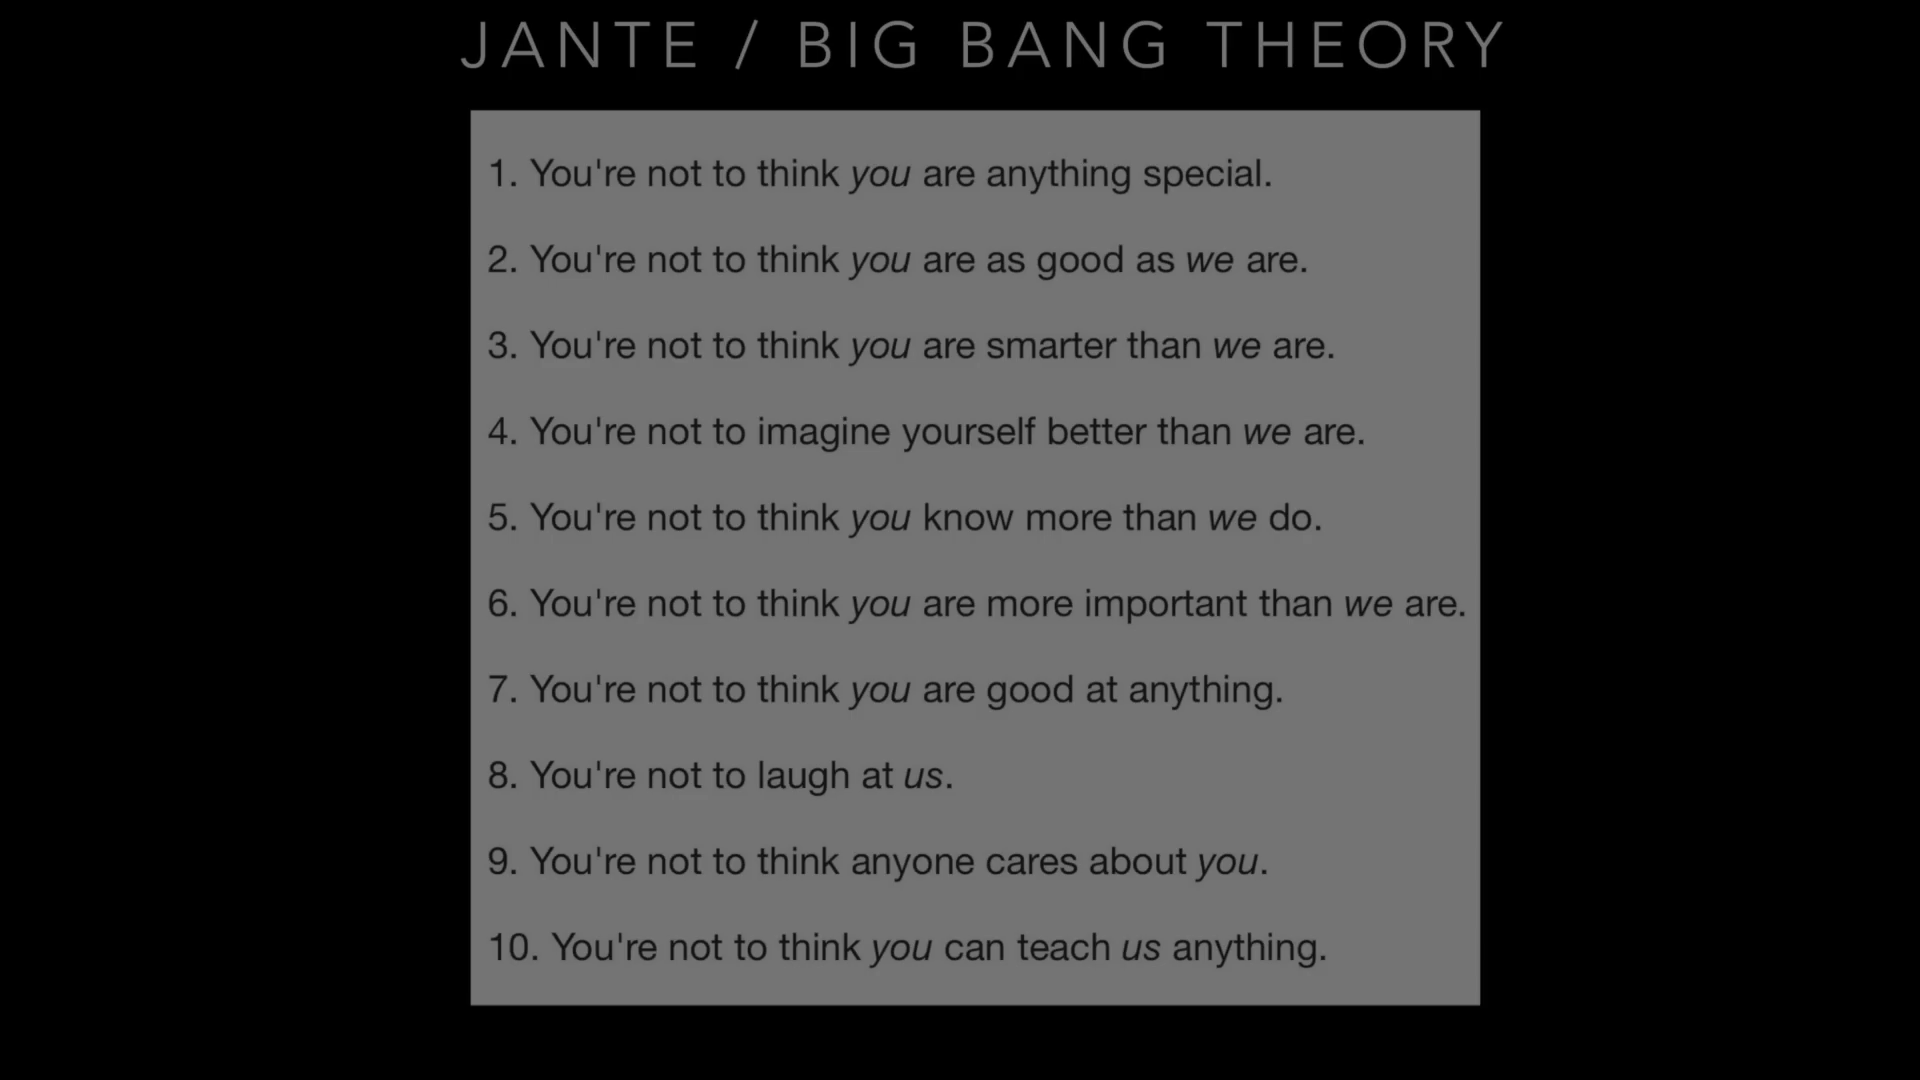 JANTE / BIG BANG THEORY
1. You're not to think you are anything special.
2. You're not to think you are as good as we are.
3. You're not to think you are smarter than we are.
4. You're not to imagine yourself better than we are.
5. You're not to think you know more than we do.
6. You're not to think you are more important than we are.
7. You're not to think you are good at anything.
8. You're not to laugh at us.
9. You're not to think anyone cares about you.
10. You're not to think you can teach us anything.